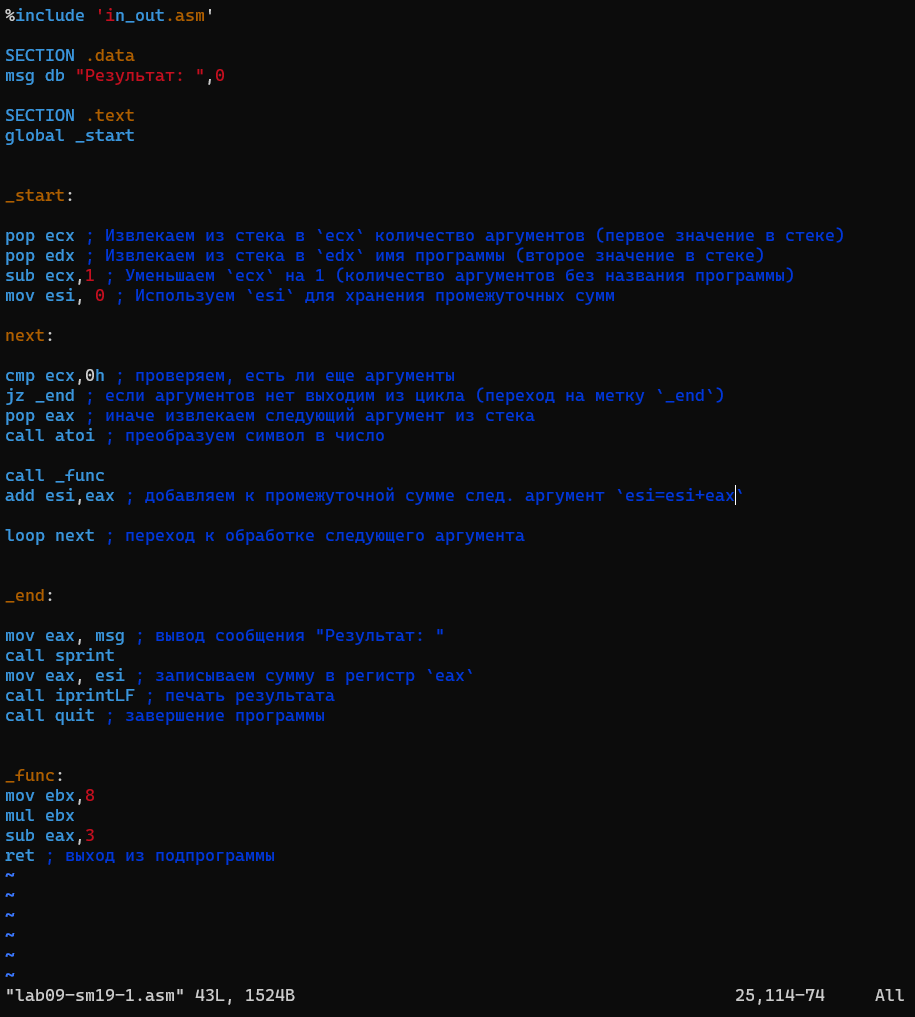 %include 'in_out.asm'
SECTION .data
msg db "Результат: ",0
SECTION .text
global _start
_start:
pop ecx ; Извлекаем из стека в `ecx` количество аргументов (первое значение в стеке)
pop edx ; Извлекаем из стека в `edx` имя программы (второе значение в стеке)
sub ecx,1 ; Уменьшаем `ecx` на 1 (количество аргументов без названия программы)
mov esi, 0 ; Используем `esi` для хранения промежуточных сумм
next:
cmp ecx,0h ; проверяем, есть ли еще аргументы
jz _end ; если аргументов нет выходим из цикла (переход на метку `_end`)
pop eax ; иначе извлекаем следующий аргумент из стека
call atoi ; преобразуем символ в число
call _func
add esi,eax ; добавляем к промежуточной сумме след. аргумент `esi=esi+eax`
loop next ; переход к обработке следующего аргумента
_end:
mov eax, msg ; вывод сообщения "Результат: "
call sprint
mov eax, esi ; записываем сумму в регистр `eax`
call iprintLF ; печать результата
call quit ; завершение программы
_func:
mov ebx,8
mul ebx
sub eax,3
ret ; выход из подпрограммы
~
~
~
~
~
~
"lab09-sm19-1.asm" 43L, 1524B 25,114-74 All